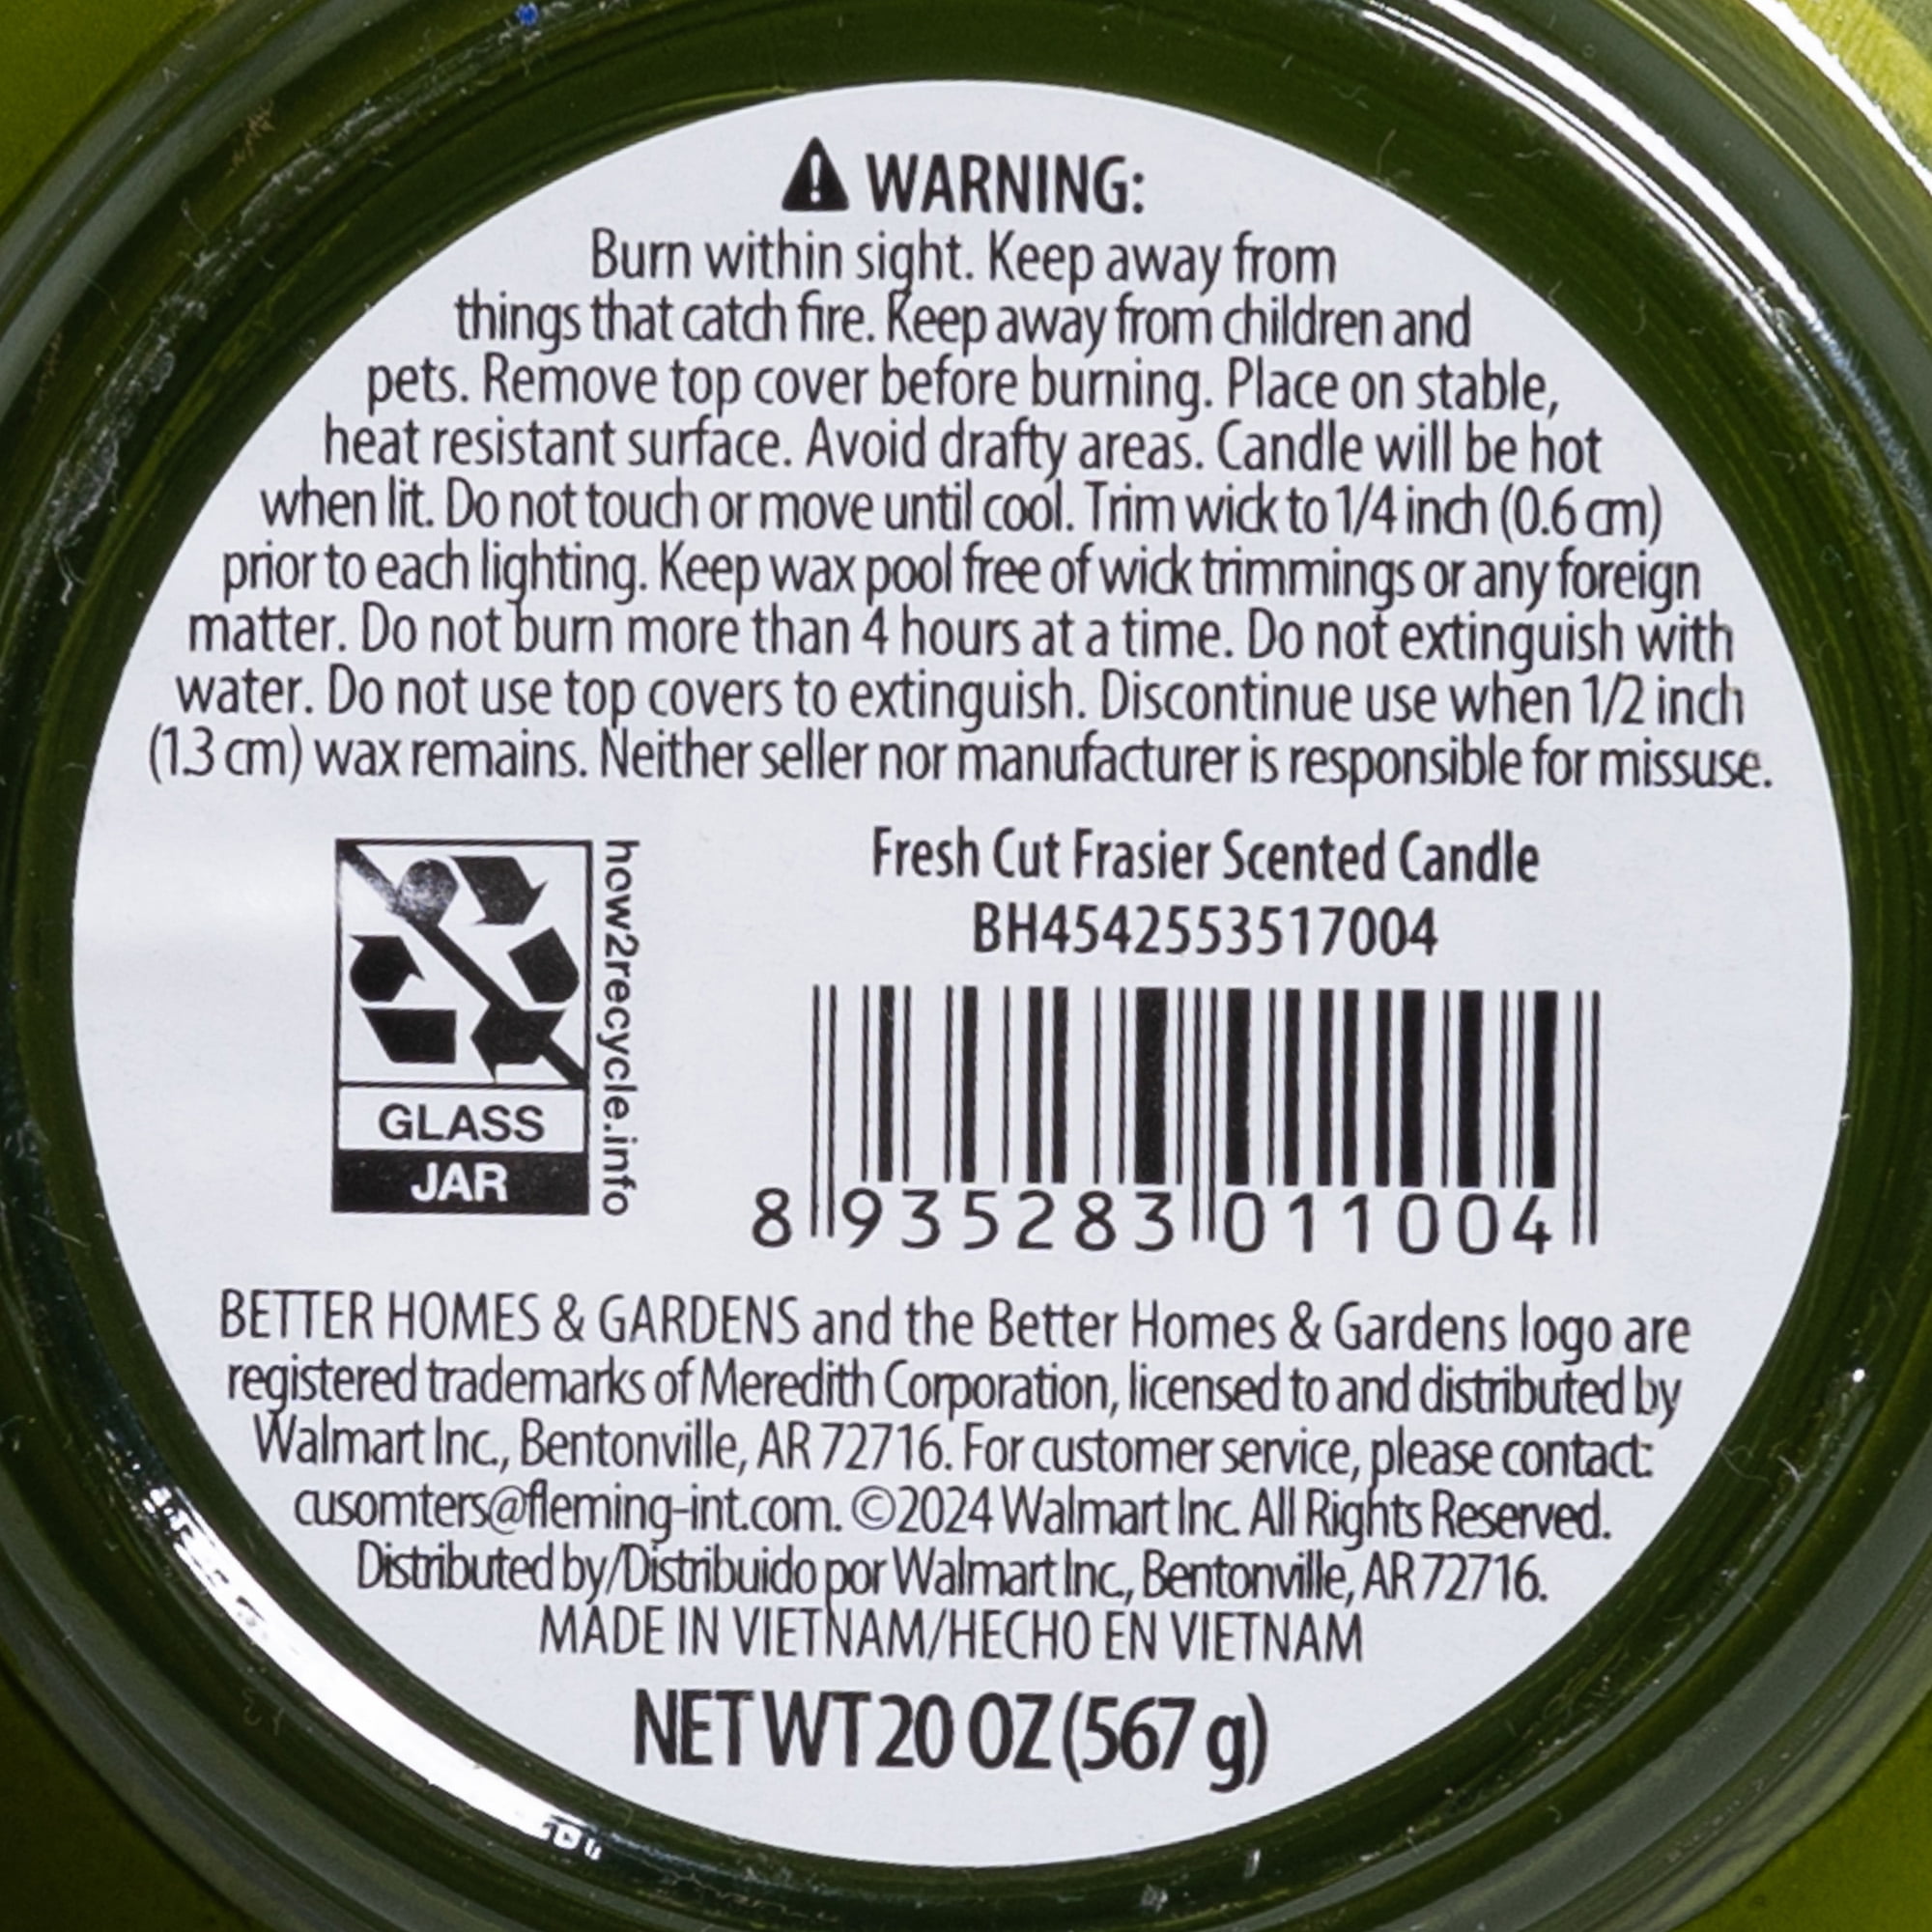 WARNING:
Burn within sight. Keep away from
things that catch fire. Keep away from children and
pets. Remove top cover before burning. Place on stable,
heat resistant surface. Avoid drafty areas. Candle will be hot
when lit. Do not touch or move until cool. Trim wick to 1/4 inch (0.6 cm)
prior to each lighting. Keep wax pool free of wick trimmings or any foreign
matter. Do not burn more than 4 hours at a time. Do not extinguish with
water. Do not use top covers to extinguish. Discontinue use when 1/2 inch
(1.3 cm) wax remains. Neither seller nor manufacturer is responsible for missuse.
how2recycle.info
GLASS
JAR
Fresh Cut Frasier Scented Candle
BH4542553517004
8 935283 011004
BETTER HOMES & GARDENS and the Better Homes & Gardens logo are
registered trademarks of Meredith Corporation, licensed to and distributed by
Walmart Inc., Bentonville, AR 72716. For customer service, please contact:
cusomters@fleming-int.com. ©2024 Walmart Inc. All Rights Reserved.
Distributed by/Distribuido por Walmart Inc., Bentonville, AR 72716.
MADE IN VIETNAM/HECHO EN VIETNAM
NET WT 20 OZ (567 g)